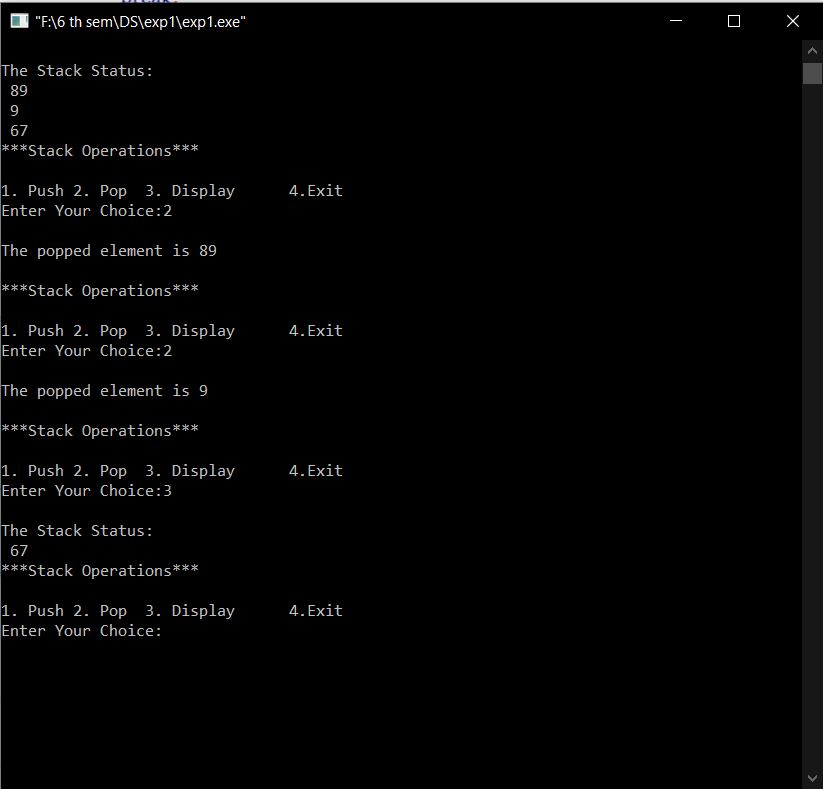 "F:\6 th sem\DS\exp1\exp1.exe"
The Stack Status:
89
9
67
***Stack Operations***
1. Push 2. Pop  3. Display      4.Exit
Enter Your Choice:2
The popped element is 89
***Stack Operations***
1. Push 2. Pop  3. Display      4.Exit
Enter Your Choice:2
The popped element is 9
***Stack Operations***
1. Push 2. Pop  3. Display      4.Exit
Enter Your Choice:3
The Stack Status:
67
***Stack Operations***
1. Push 2. Pop  3. Display      4.Exit
Enter Your Choice: